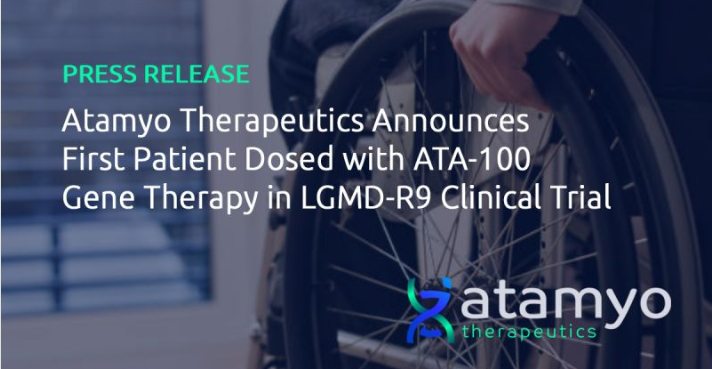 PRESS RELEASE
Atamyo Therapeutics Announces
First Patient Dosed with ATA-100
Gene Therapy in LGMD-R9 Clinical Trial
atamyo
therapeutics